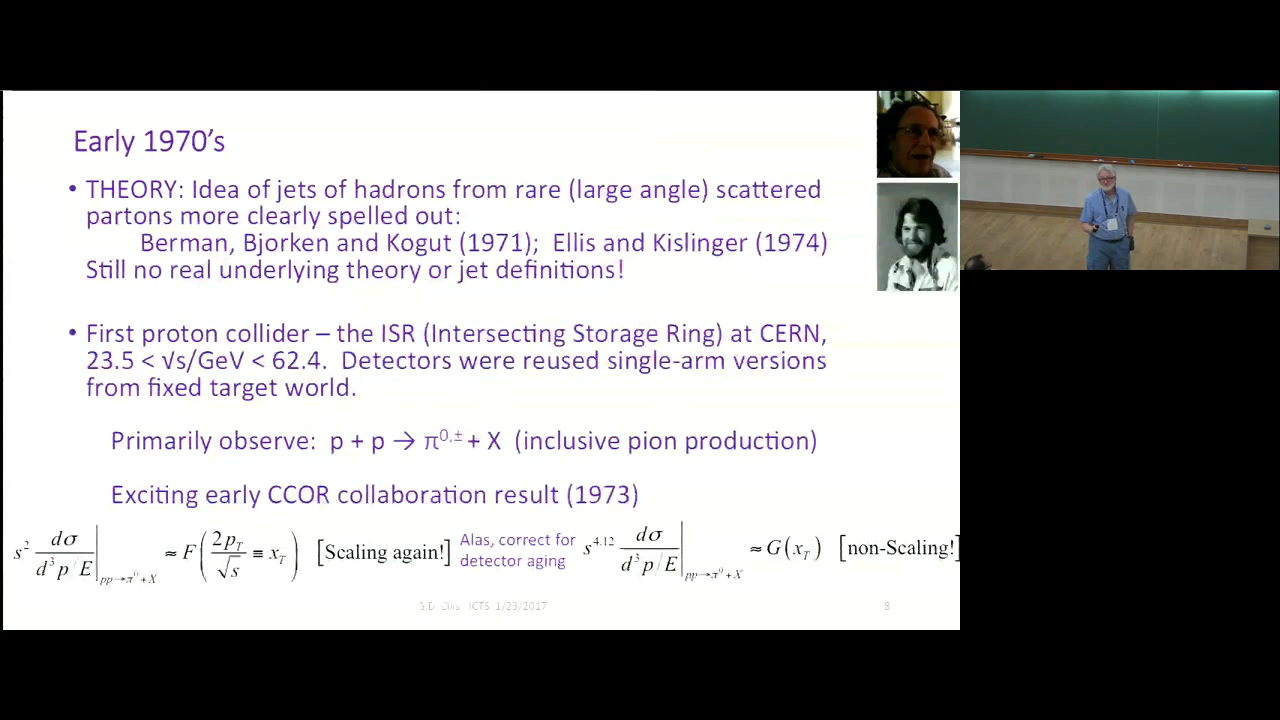 Early 1970’s
• THEORY: Idea of jets of hadrons from rare (large angle) scattered
partons more clearly spelled out:
Berman, Bjorken and Kogut (1971); Ellis and Kislinger (1974)
Still no real underlying theory or jet definitions!
• First proton collider – the ISR (Intersecting Storage Ring) at CERN,
23.5 < √s/GeV < 62.4. Detectors were reused single-arm versions
from fixed target world.
Primarily observe: p + p → π⁰,± + X (inclusive pion production)
Exciting early CCOR collaboration result (1973)
s² dσ/(d³p/E)|pp→π⁰+X ≈ F(2p_T/√s ≡ x_T) [Scaling again!]
Alas, correct for
detector aging
s⁴·¹² dσ/(d³p/E)|pp→π⁰+X ≈ G(x_T) [non-Scaling!]
S.D. Ellis ICTS 1/23/2017
8